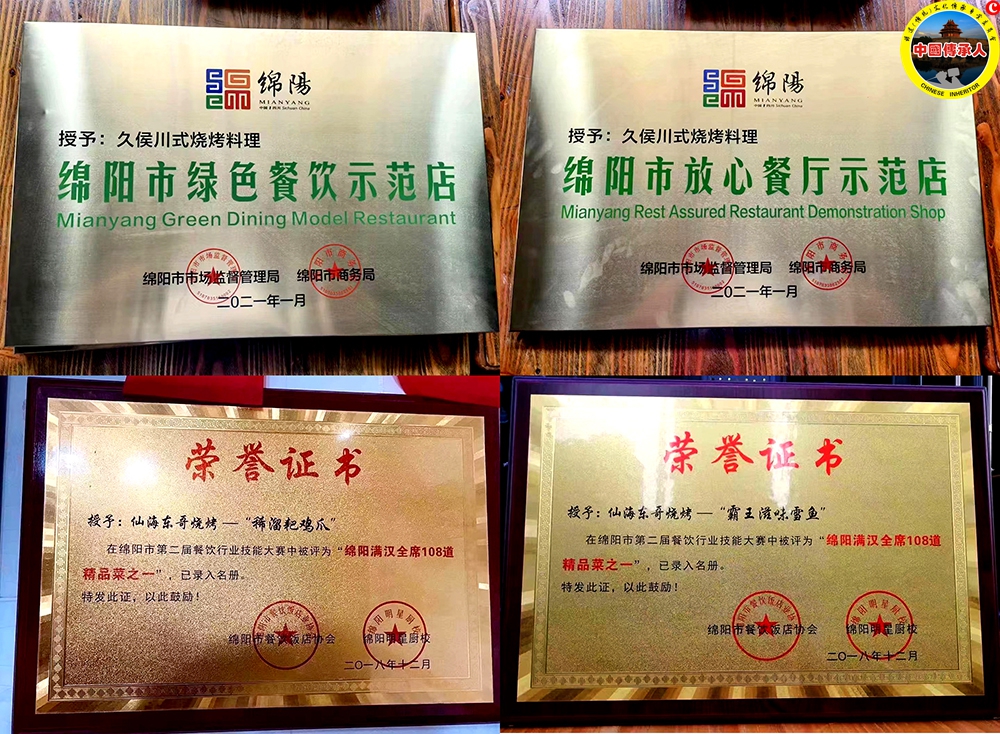 绵陽
MIANYANG
中国·四川 Sichuan China
授予：久侯川式烧烤料理
绵阳市绿色餐饮示范店
Mianyang Green Dining Model Restaurant
绵阳市市场监督管理局 绵阳市商务局
二〇二一年一月
绵陽
MIANYANG
中国·四川 Sichuan China
授予：久侯川式烧烤料理
绵阳市放心餐厅示范店
Mianyang Rest Assured Restaurant Demonstration Shop
绵阳市市场监督管理局 绵阳市商务局
二〇二一年一月
中國傳承人
CHINESE INHERITOR
C
荣誉证书
授予：仙海东哥烧烤—“稀溜耙鸡爪”
在绵阳市第二届餐饮行业技能大赛中被评为“绵阳满汉全席108道
精品菜之一”，已录入名册。
特发此证，以此鼓励！
绵阳市餐饮饭店协会 绵阳明星厨校
二〇一八年十二月
荣誉证书
授予：仙海东哥烧烤—“霸王滋味雪鱼”
在绵阳市第二届餐饮行业技能大赛中被评为“绵阳满汉全席108道
精品菜之一”，已录入名册。
特发此证，以此鼓励！
绵阳市餐饮饭店协会 绵阳明星厨校
二〇一八年十二月